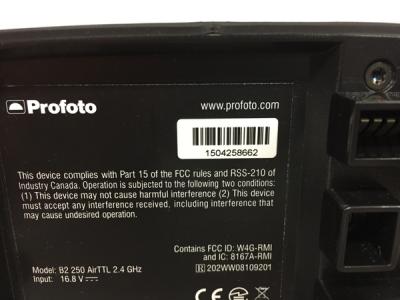 Profoto
www.profoto.com
1504258662
This device complies with Part 15 of the FCC rules and RSS-210 of
Industry Canada. Operation is subjected to the following two conditions:
(1) This device may not cause harmful interference (2) This device
must accept any interference received, including interference that
may cause undesired operation.
Contains FCC ID: W4G-RMI
and IC: 8167A-RMI
Model: B2 250 AirTTL 2.4 GHz
R 202WW08109201
Input: 16.8 V
CE FC